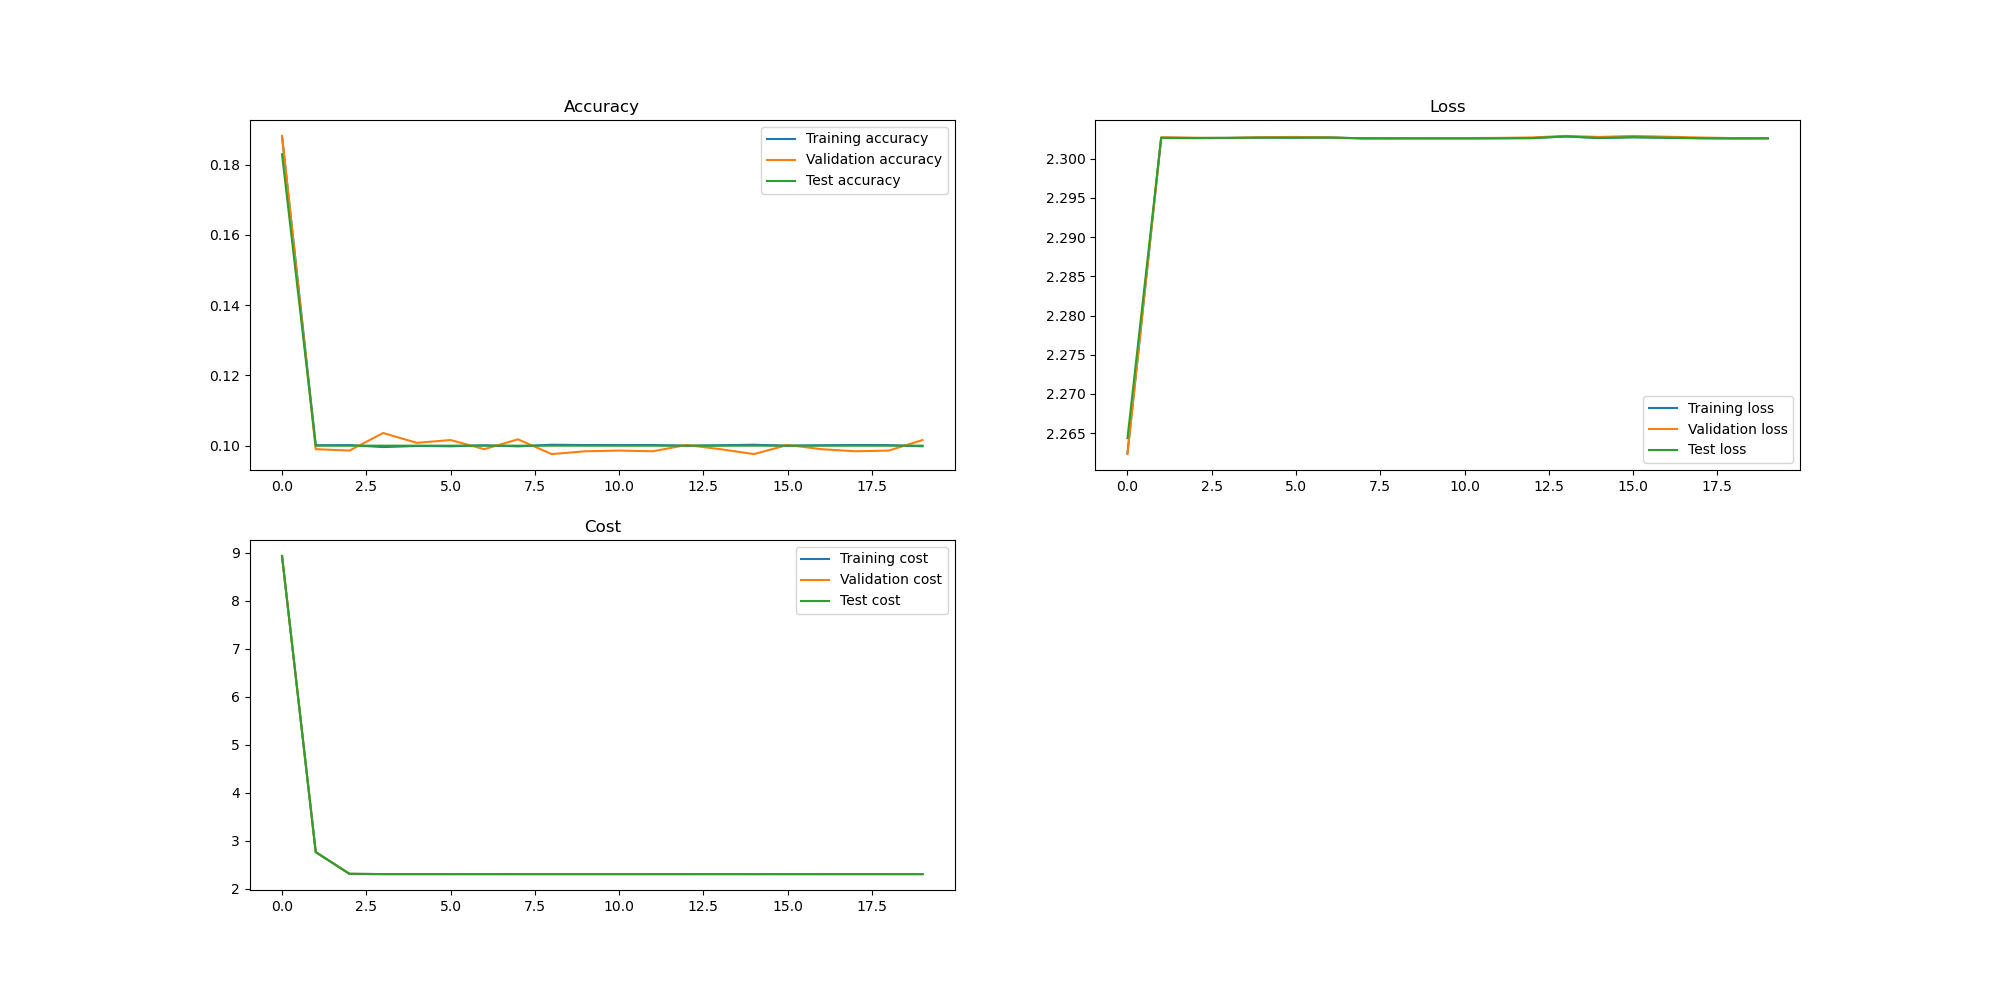 Accuracy
Training accuracy
Validation accuracy
Test accuracy
0.18
0.16
0.14
0.12
0.10
0.0 2.5 5.0 7.5 10.0 12.5 15.0 17.5
Loss
2.300
2.295
2.290
2.285
2.280
2.275
2.270
2.265
Training loss
Validation loss
Test loss
0.0 2.5 5.0 7.5 10.0 12.5 15.0 17.5
Cost
Training cost
Validation cost
Test cost
9
8
7
6
5
4
3
2
0.0 2.5 5.0 7.5 10.0 12.5 15.0 17.5